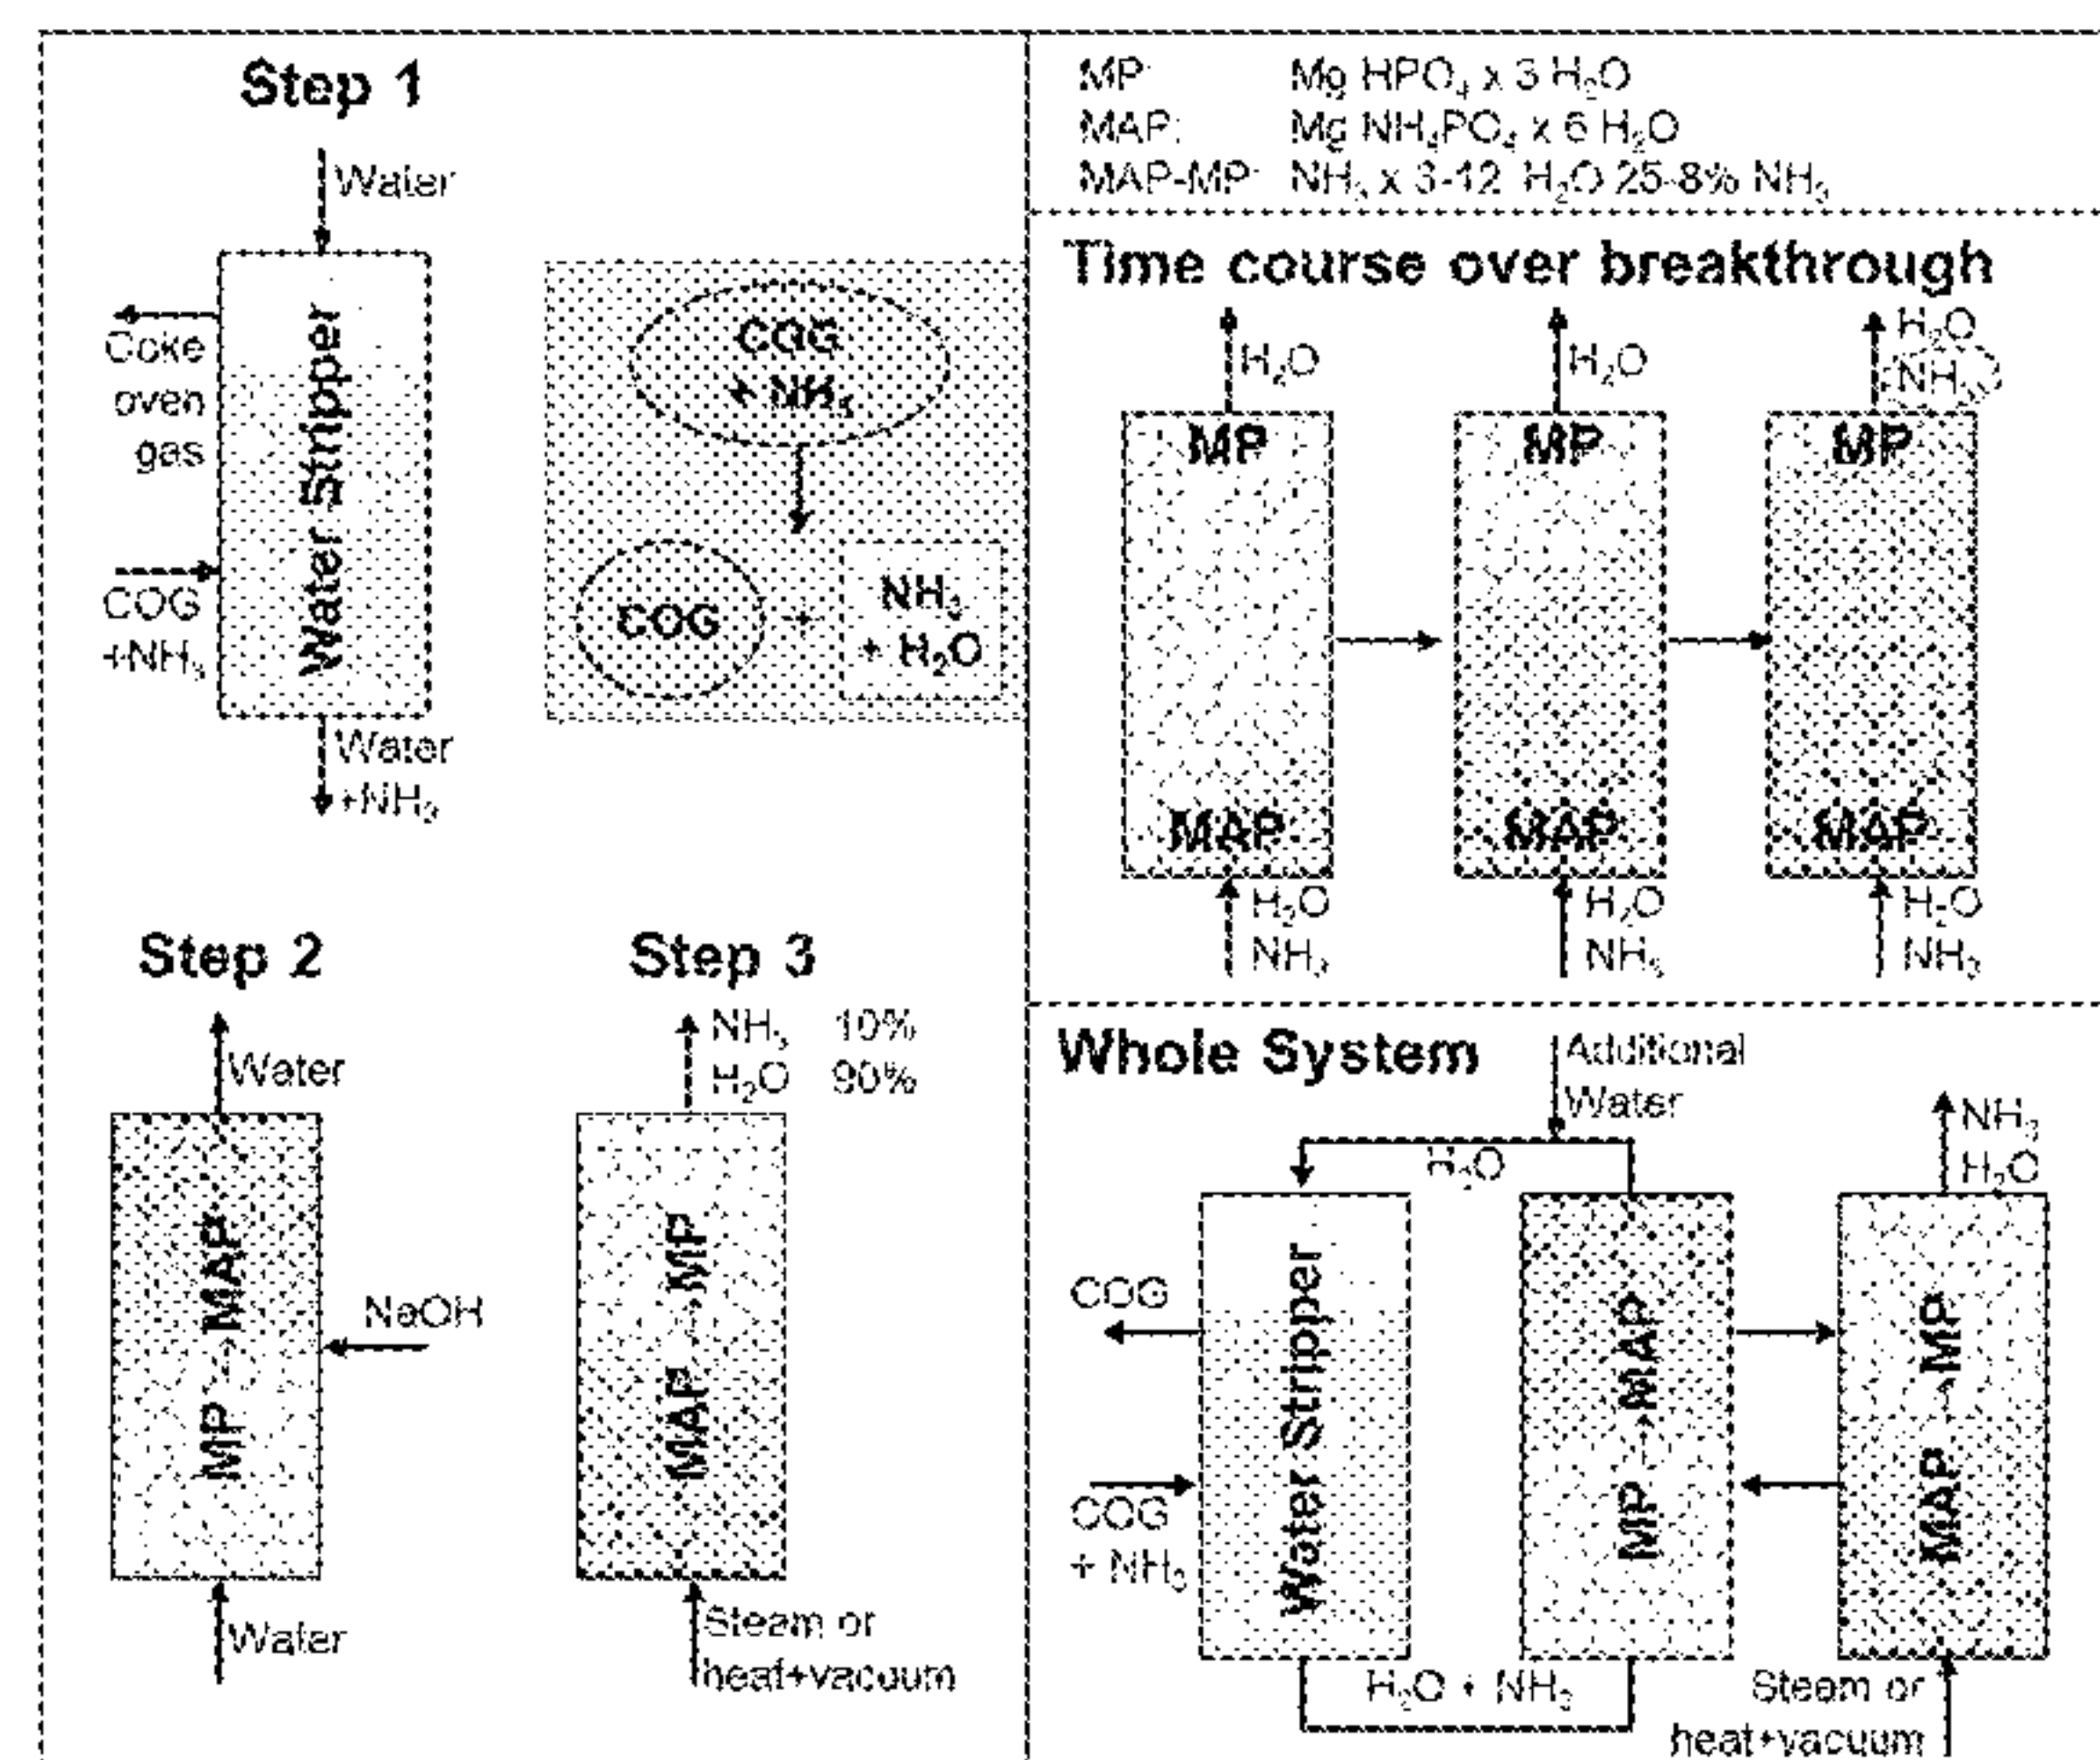 Step 1
Water
Coke
oven
gas
COG
+NH₃
Water Stripper
Water
+NH₃
COG
+ NH₃
COG
+
NH₃
+ H₂O
Step 2
Water
MP → MAP
NaOH
Water
Step 3
NH₃ 10%
H₂O 90%
MAP → MP
Steam or
heat+vacuum
MP: Mg HPO₄ x 3 H₂O
MAP: Mg NH₄PO₄ x 6 H₂O
MAP-MP: NH₃ x 3-12 H₂O 25-8% NH₃
Time course over breakthrough
H₂O
MP
MAP
H₂O
NH₃
H₂O
MP
MAP
H₂O
NH₃
H₂O
NH₃
MP
MAP
H₂O
NH₃
Whole System
Additional
Water
H₂O
COG
COG
+ NH₃
Water Stripper
MP → MAP
H₂O + NH₃
NH₃
H₂O
MAP → MP
Steam or
heat+vacuum